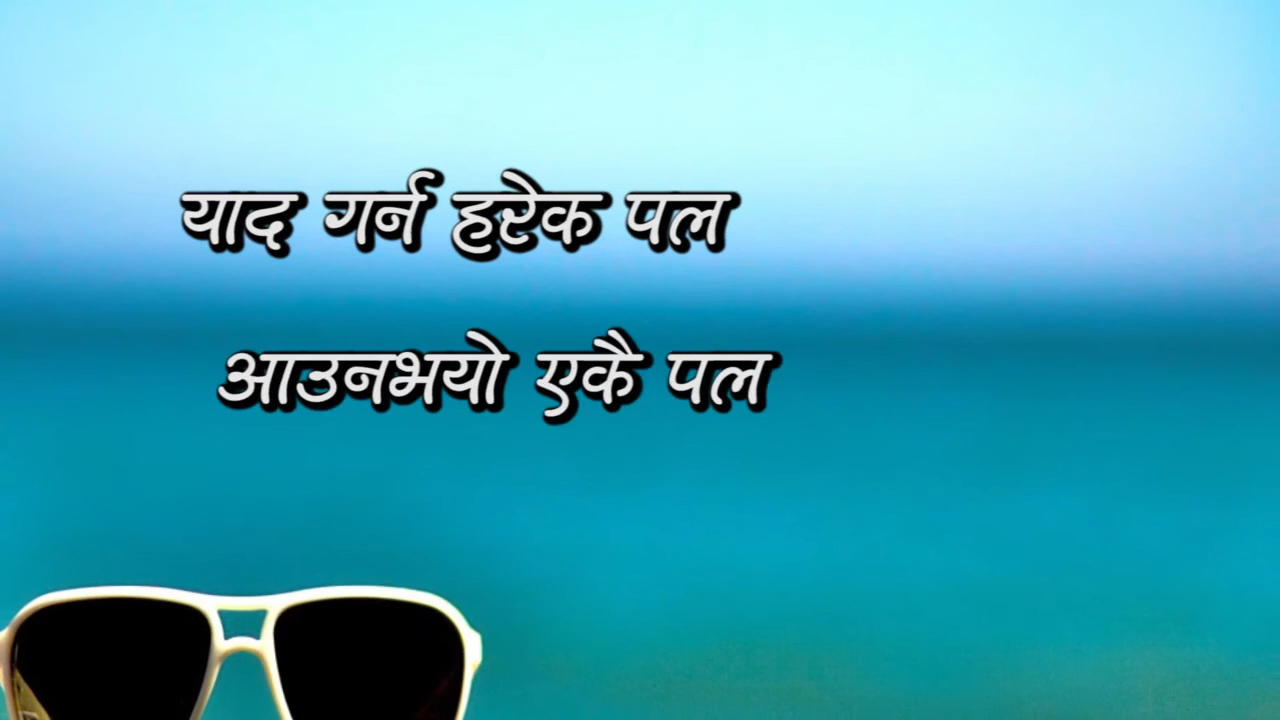 याद गर्न हरेक पल
आउनभयो एकै पल